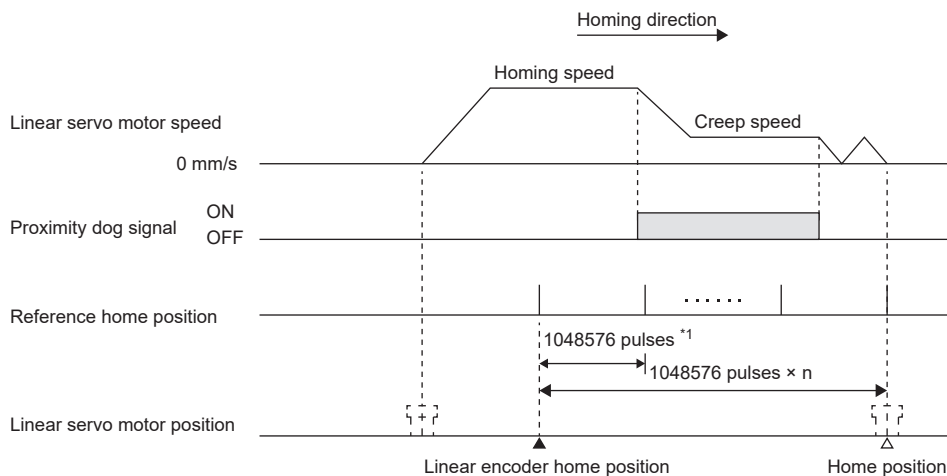 Homing direction
Homing speed
Linear servo motor speed
Creep speed
0 mm/s
ON
Proximity dog signal
OFF
Reference home position
1048576 pulses *1
1048576 pulses × n
Linear servo motor position
Linear encoder home position
Home position